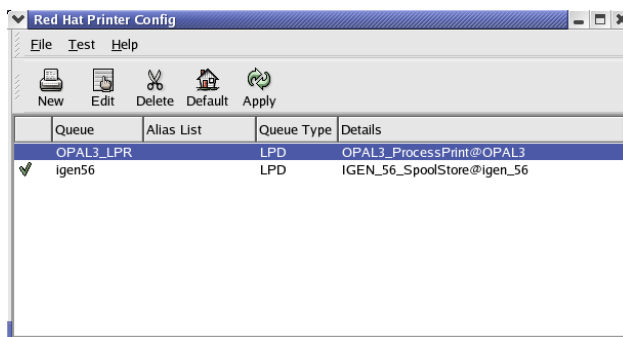 Red Hat Printer Config
File Test Help
New Edit Delete Default Apply
Queue Alias List Queue Type Details
OPAL3_LPR LPD OPAL3_ProcessPrint@OPAL3
igen56 LPD IGEN_56_SpoolStore@igen_56